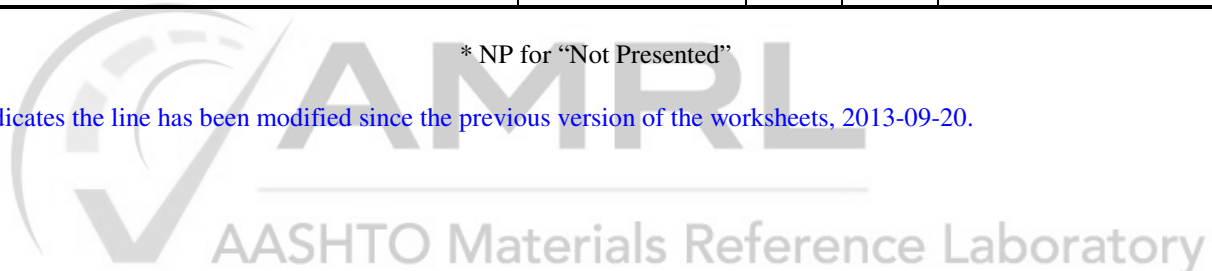 * NP for “Not Presented”
dicates the line has been modified since the previous version of the worksheets, 2013-09-20.
AMRL
AASHTO Materials Reference Laboratory